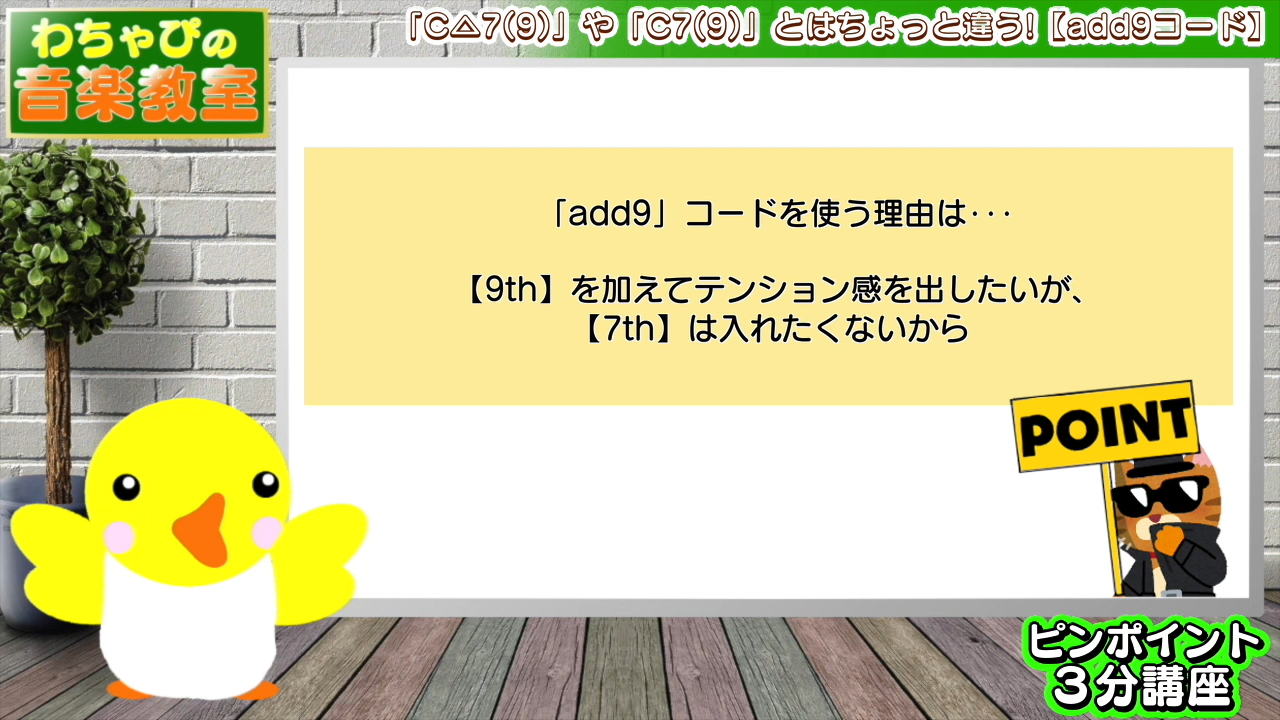 わちゃぴの
音楽教室
「C△7(9)」や「C7(9)」とはちょっと違う!【add9コード】
「add9」コードを使う理由は･･･
【9th】を加えてテンション感を出したいが、
【7th】は入れたくないから
POINT
ピンポイント
3分講座